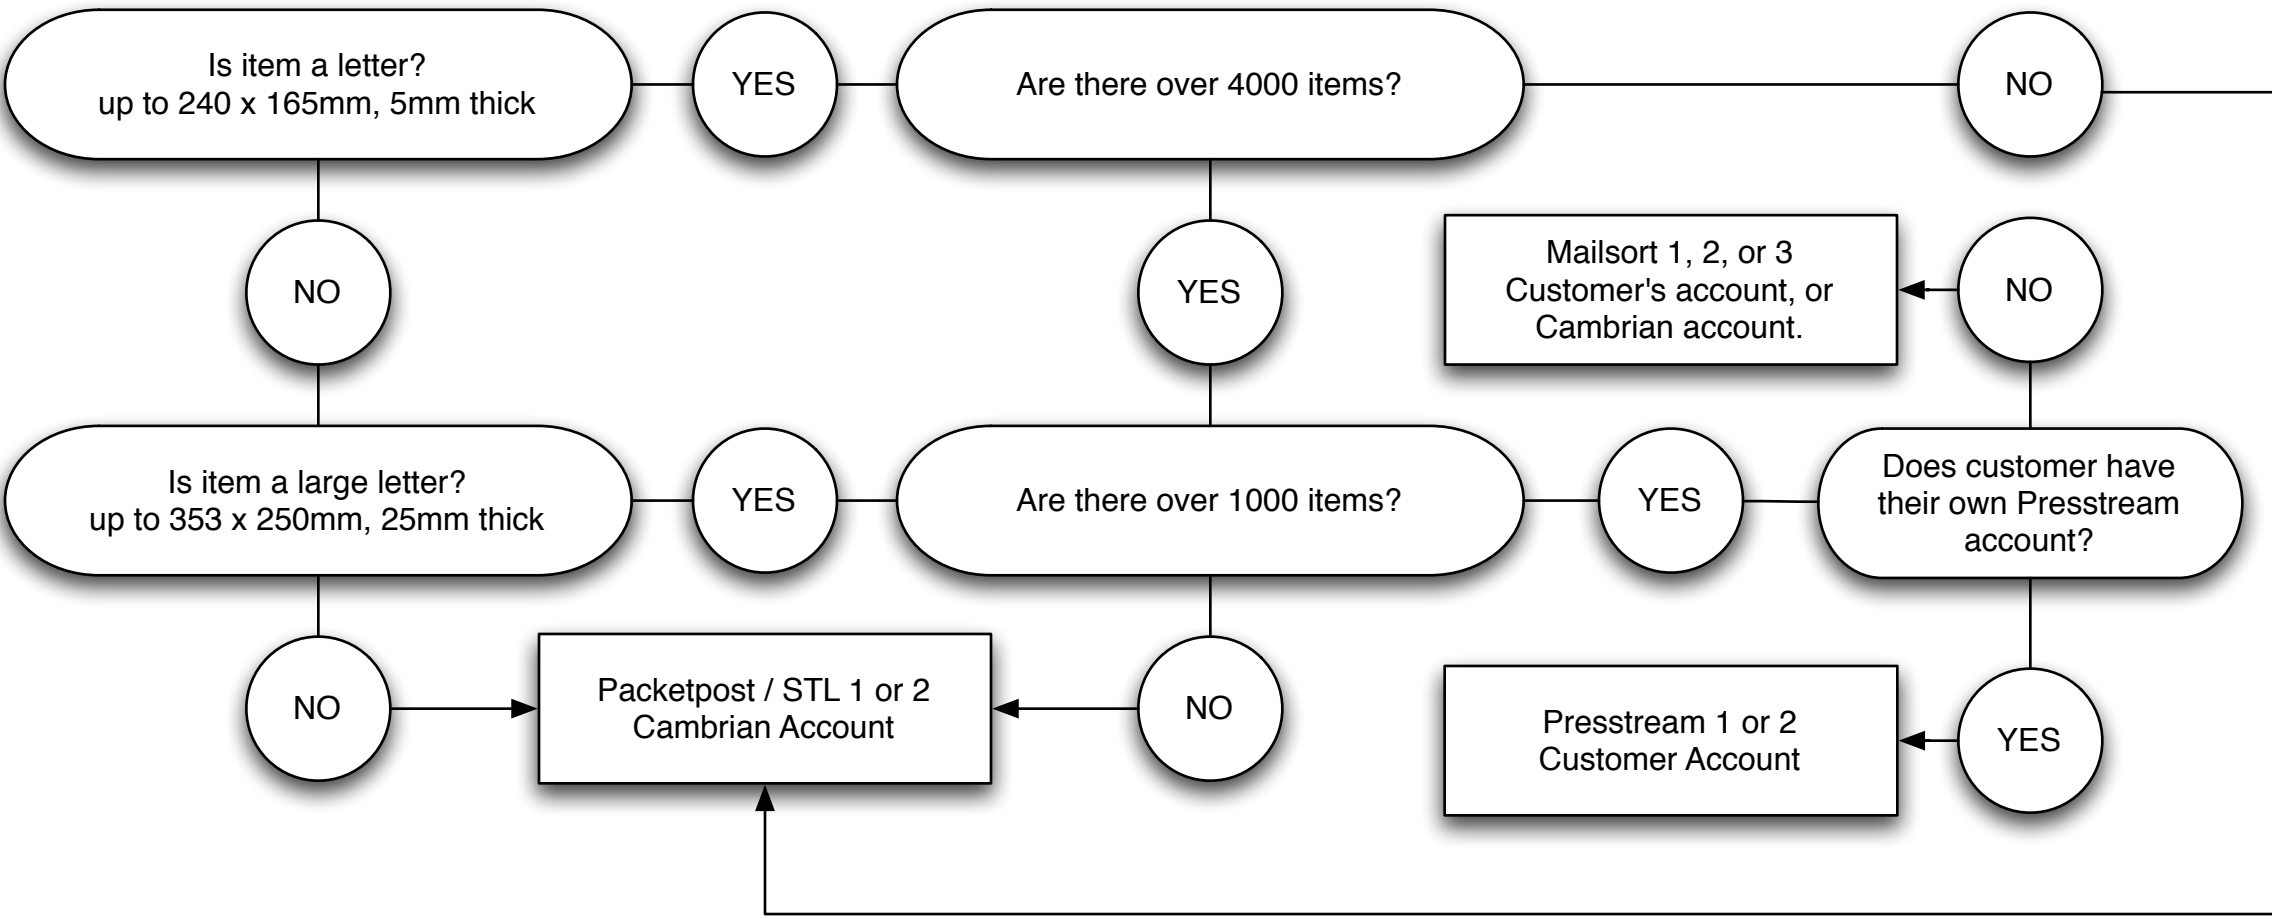 Is item a letter?
up to 240 x 165mm, 5mm thick
YES
Are there over 4000 items?
NO
NO
YES
Mailsort 1, 2, or 3
Customer's account, or
Cambrian account.
NO
Is item a large letter?
up to 353 x 250mm, 25mm thick
YES
Are there over 1000 items?
YES
Does customer have
their own Presstream
account?
NO
Packetpost / STL 1 or 2
Cambrian Account
NO
Presstream 1 or 2
Customer Account
YES